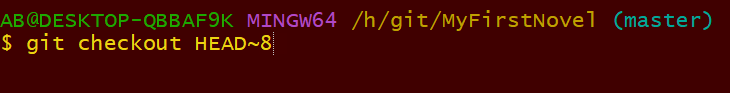 AB@DESKTOP-QBBAF9K MINGW64 /h/git/MyFirstNovel (master)
$ git checkout HEAD~8